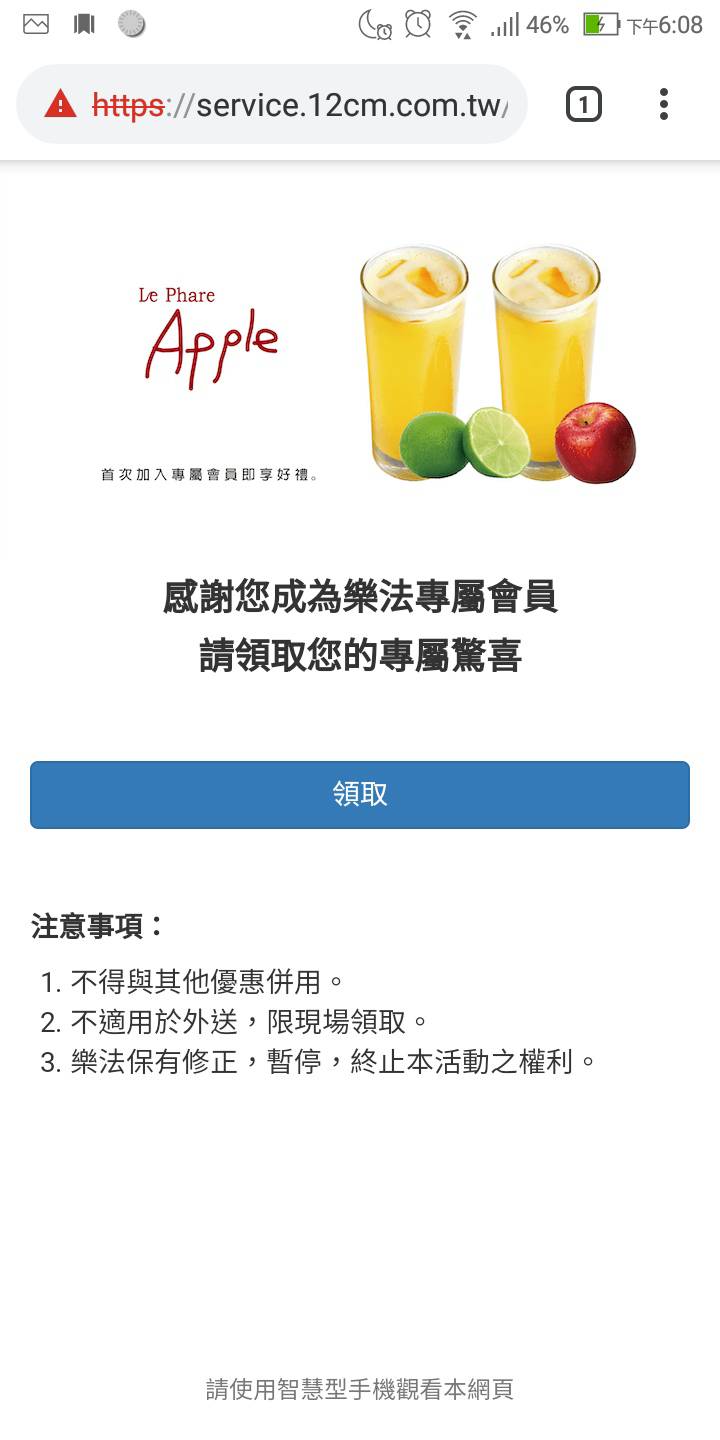 46% 下午6:08
https://service.12cm.com.tw/
1
Le Phare
Apple
首次加入專屬會員即享好禮。
感謝您成為樂法專屬會員
請領取您的專屬驚喜
領取
注意事項：
1. 不得與其他優惠併用。
2. 不適用於外送，限現場領取。
3. 樂法保有修正，暫停，終止本活動之權利。
請使用智慧型手機觀看本網頁